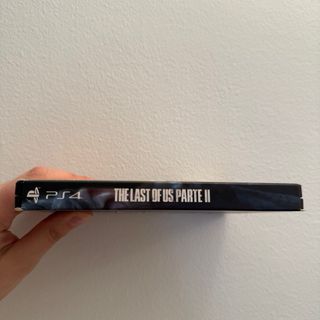 PS4 THE LAST OF US PARTE II